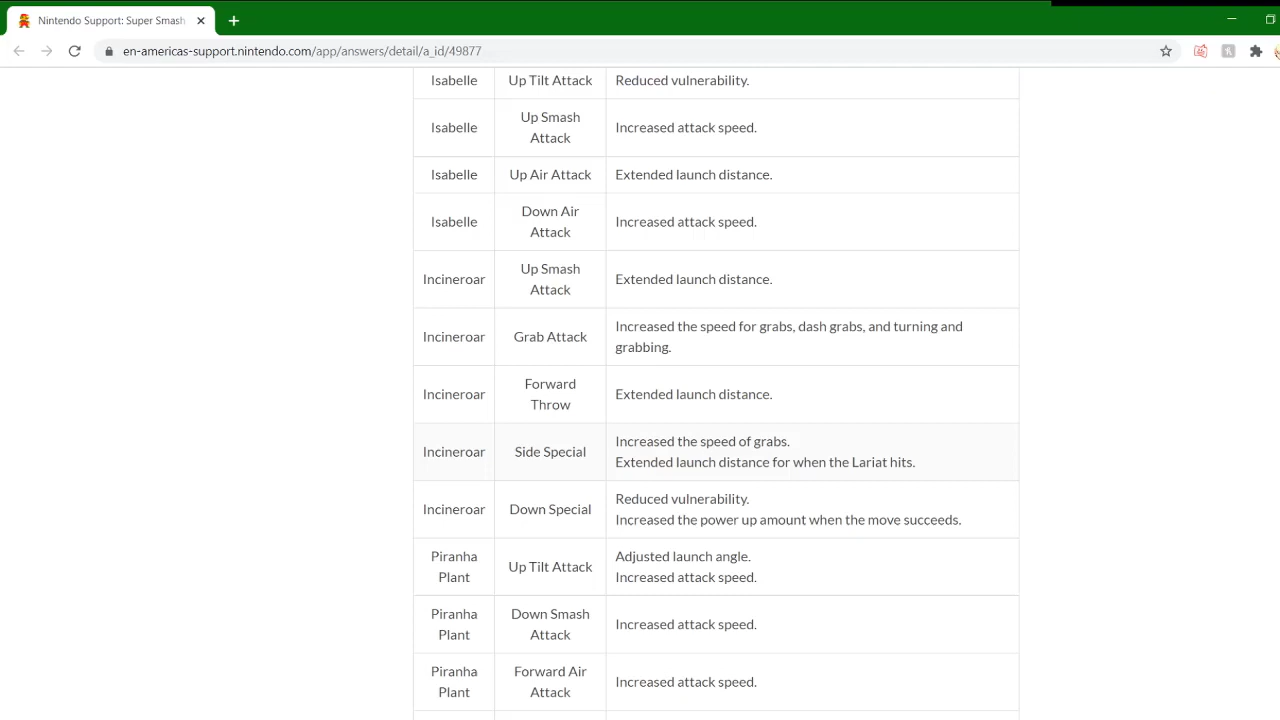 Nintendo Support: Super Smash
en-americas-support.nintendo.com/app/answers/detail/a_id/49877
Isabelle Up Tilt Attack Reduced vulnerability.
Isabelle Up Smash Attack Increased attack speed.
Isabelle Up Air Attack Extended launch distance.
Isabelle Down Air Attack Increased attack speed.
Incineroar Up Smash Attack Extended launch distance.
Incineroar Grab Attack Increased the speed for grabs, dash grabs, and turning and
grabbing.
Incineroar Forward Throw Extended launch distance.
Incineroar Side Special Increased the speed of grabs.
Extended launch distance for when the Lariat hits.
Incineroar Down Special Reduced vulnerability.
Increased the power up amount when the move succeeds.
Piranha Plant Up Tilt Attack Adjusted launch angle.
Increased attack speed.
Piranha Plant Down Smash Attack Increased attack speed.
Piranha Plant Forward Air Attack Increased attack speed.